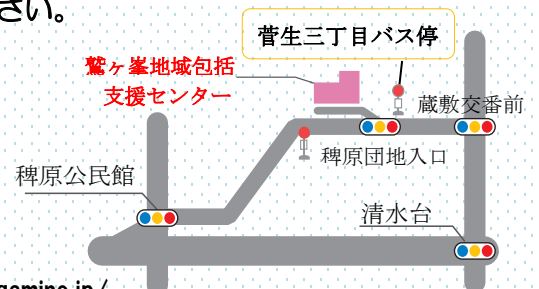 さい。
菅生三丁目バス停
鷲ヶ峯地域包括
支援センター
蔵敷交番前
稗原団地入口
稗原公民館
清水台
gamine.jp/